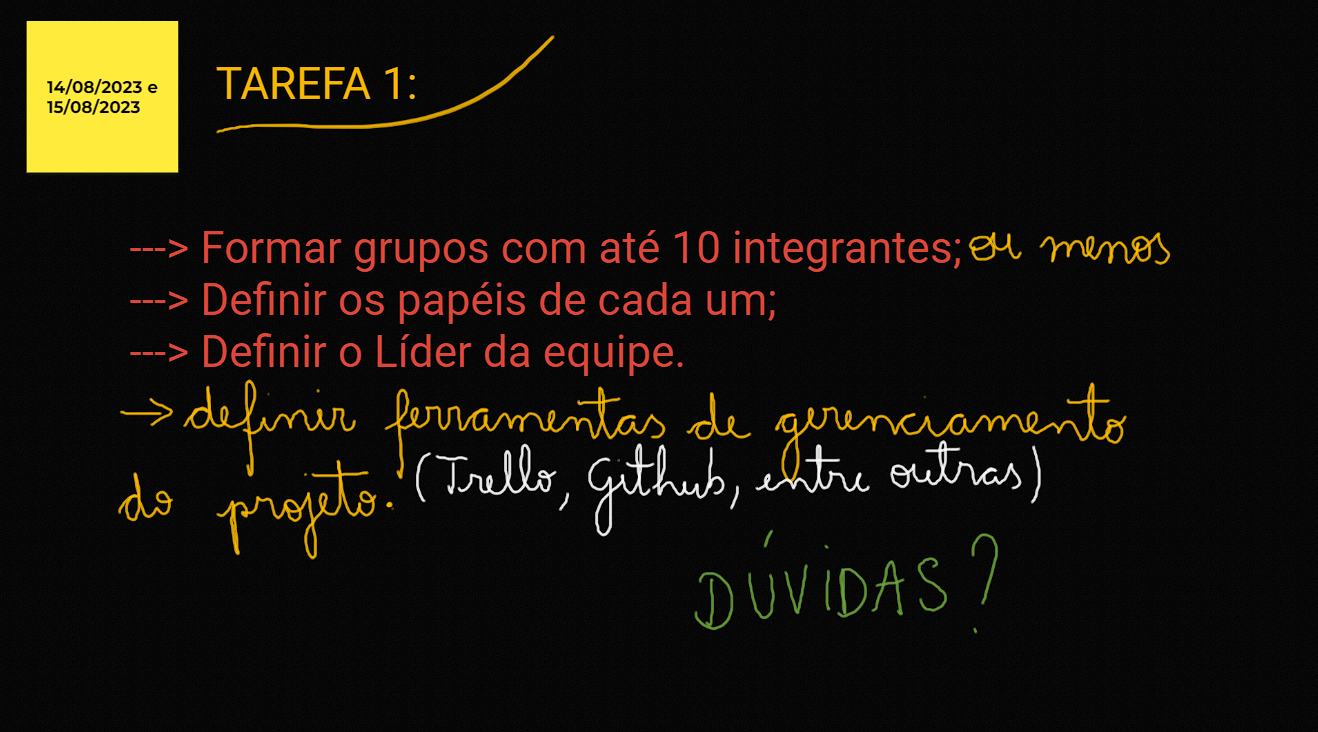 14/08/2023 e
15/08/2023
TAREFA 1:
---> Formar grupos com até 10 integrantes; ou menos
---> Definir os papéis de cada um;
---> Definir o Líder da equipe.
→ definir ferramentas de gerenciamento
do projeto. (Trello, Github, entre outras)
DÚVIDAS?